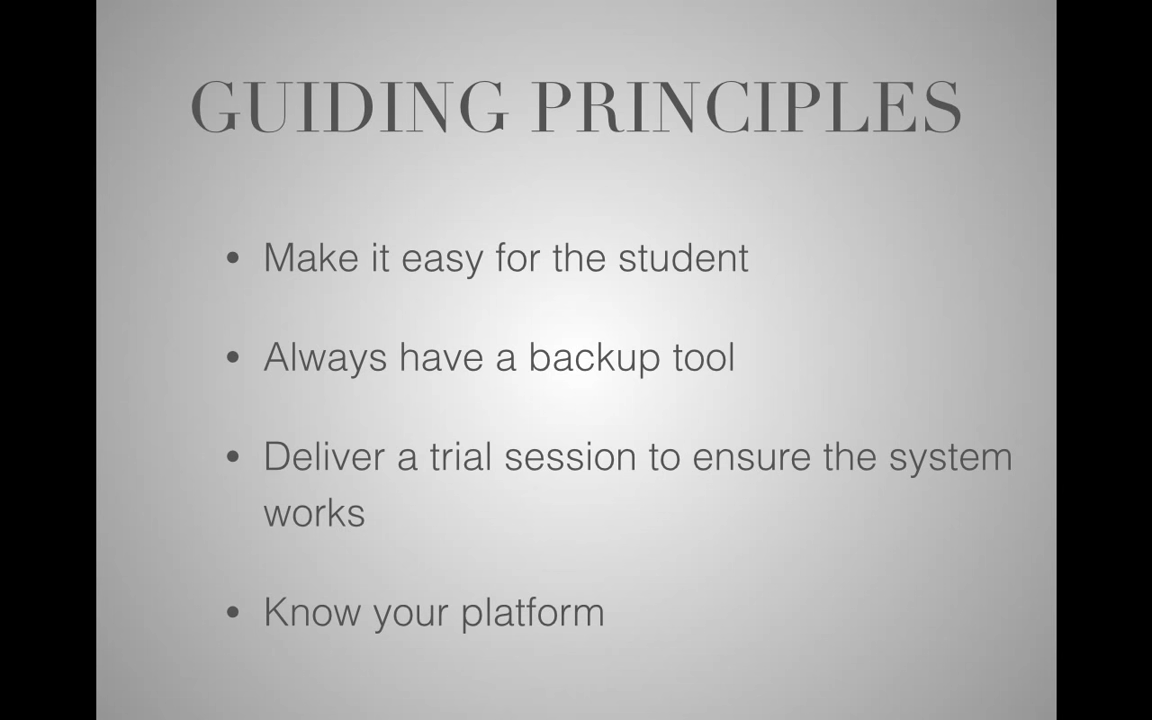 GUIDING PRINCIPLES
• Make it easy for the student
• Always have a backup tool
• Deliver a trial session to ensure the system
works
• Know your platform